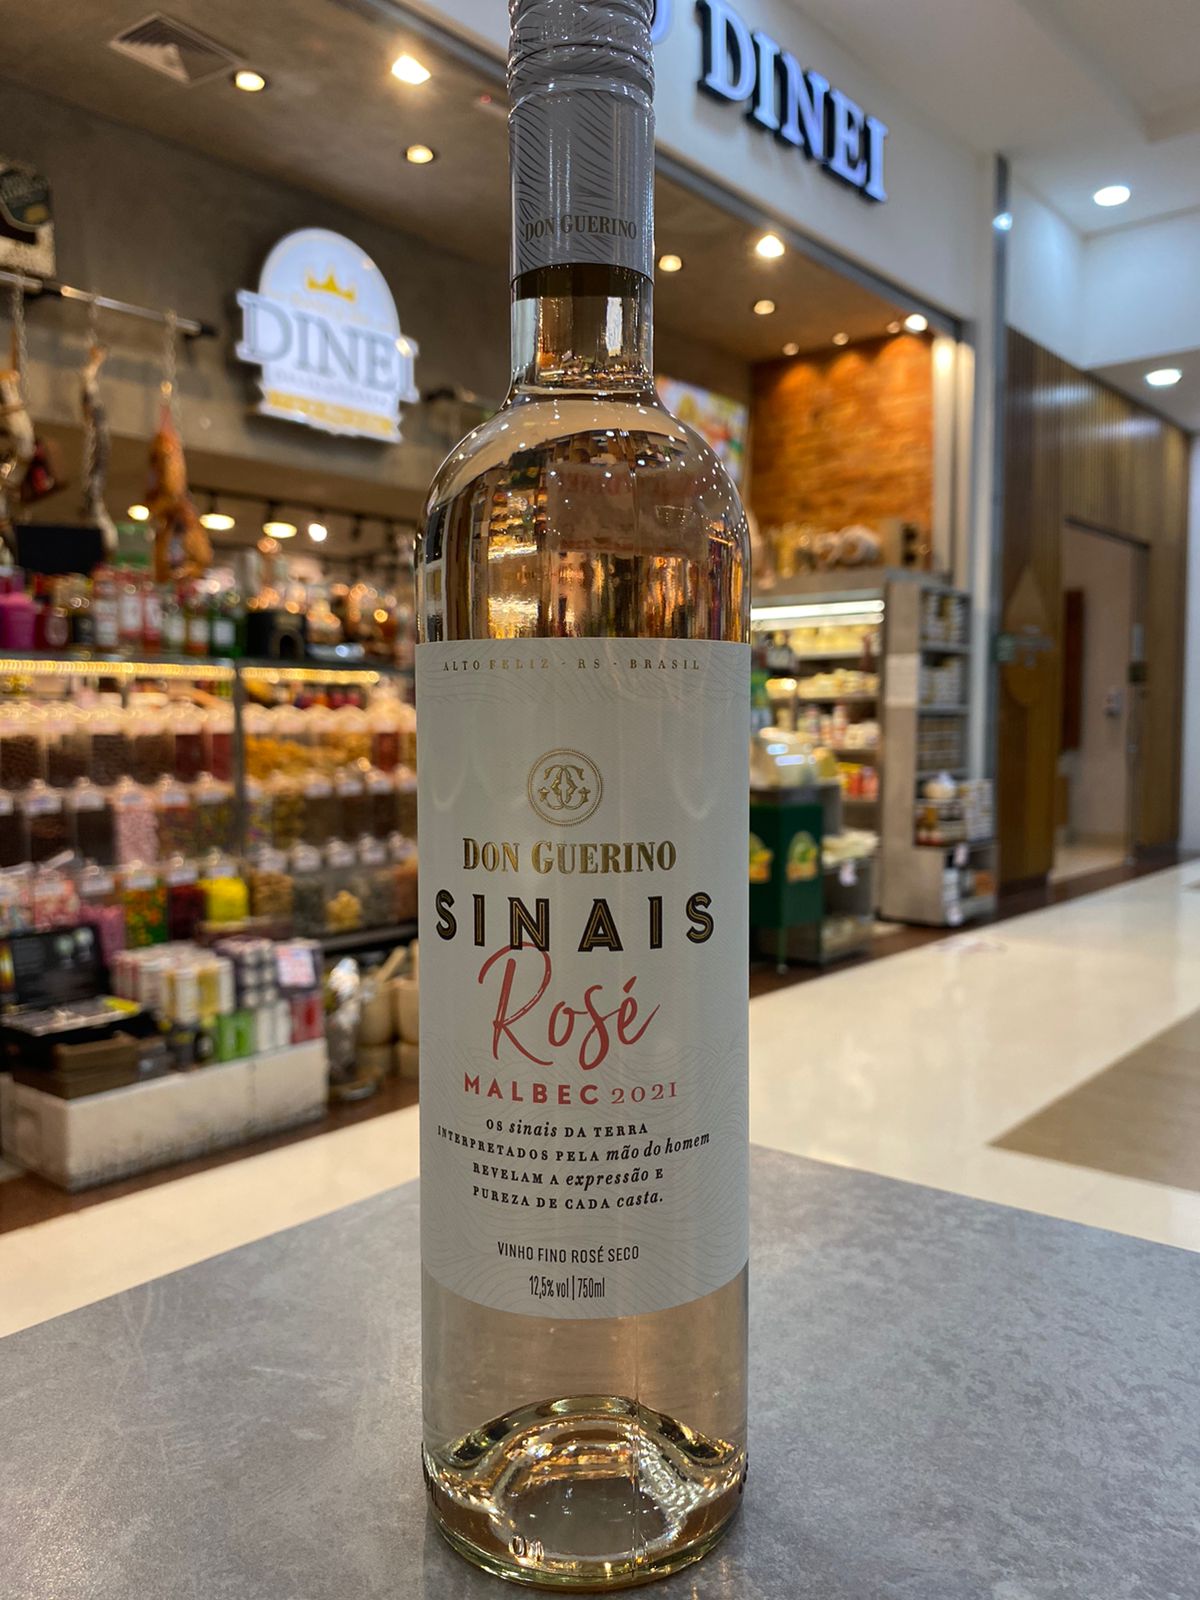 DINEI
DON GUERINO
DINEI
ALTO FELIZ - RS - BRASIL
DON GUERINO
SINAIS
Rosé
MALBEC 2021
OS sinais DA TERRA
INTERPRETADOS PELA mão do homem
REVELAM A expressão E
PUREZA DE CADA casta.
VINHO FINO ROSÉ SECO
12,5% vol | 750ml